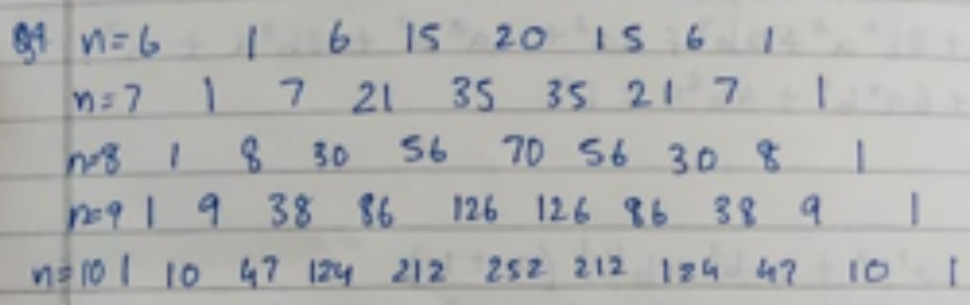 n=6 1 6 15 20 15 6 1
n=7 1 7 21 35 35 21 7 1
n=8 1 8 30 56 70 56 30 8 1
n=9 1 9 38 86 126 126 86 38 9 1
n=10 1 10 47 124 212 252 212 124 47 10 1